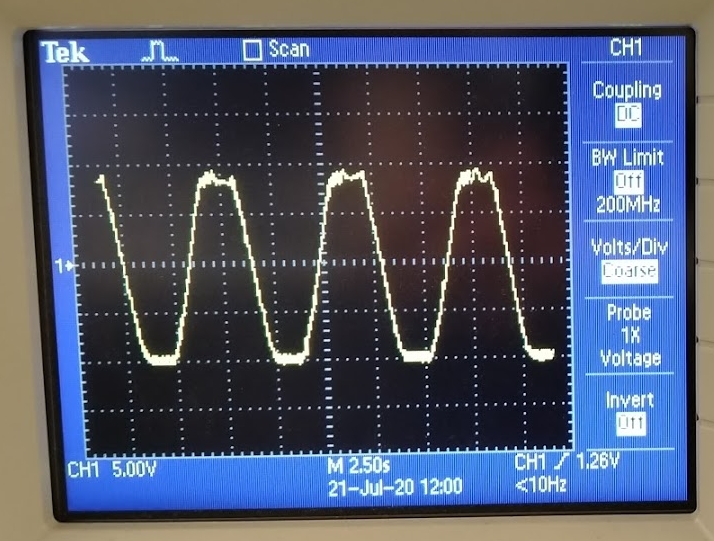 Tek
Scan
CH1
Coupling
DC
BW Limit
Off
200MHz
Volts/Div
Coarse
Probe
1X
Voltage
Invert
Off
1
CH1 5.00V
M 2.50s
CH1 1.26V
21-Jul-20 12:00
<10Hz